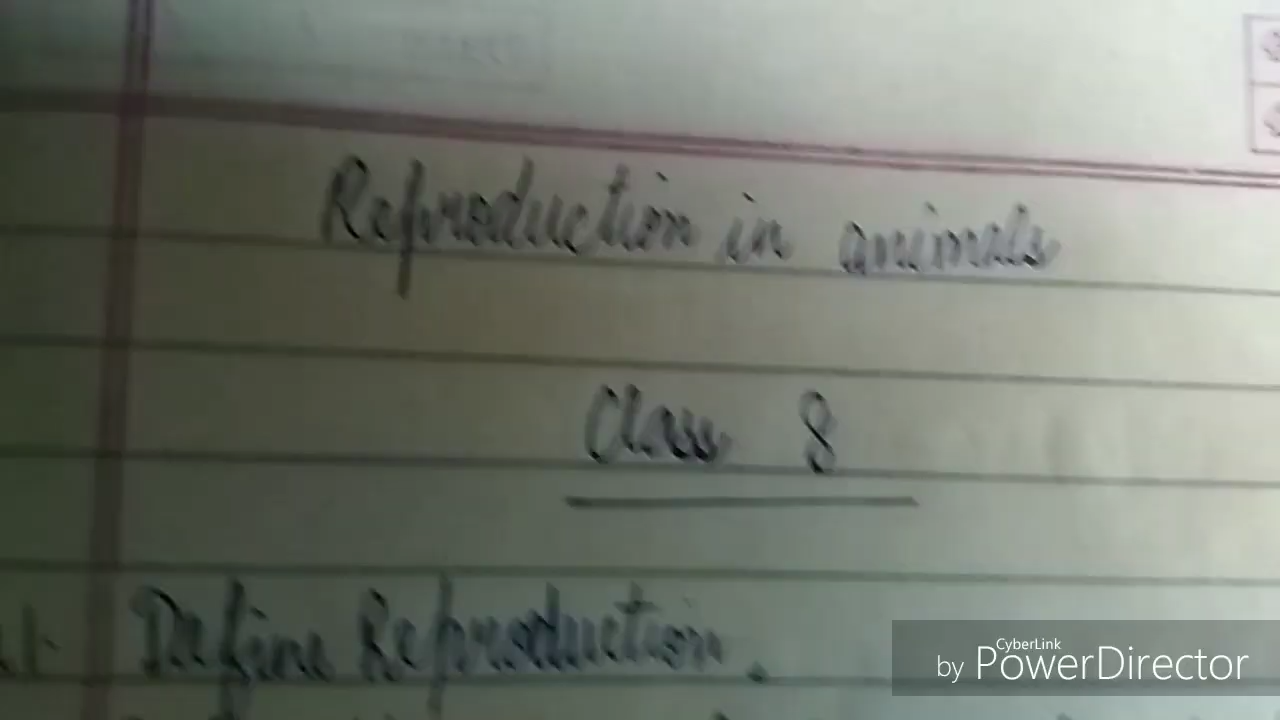 Reproduction in animals
Class 8
Define Reproduction.
CyberLink
by PowerDirector